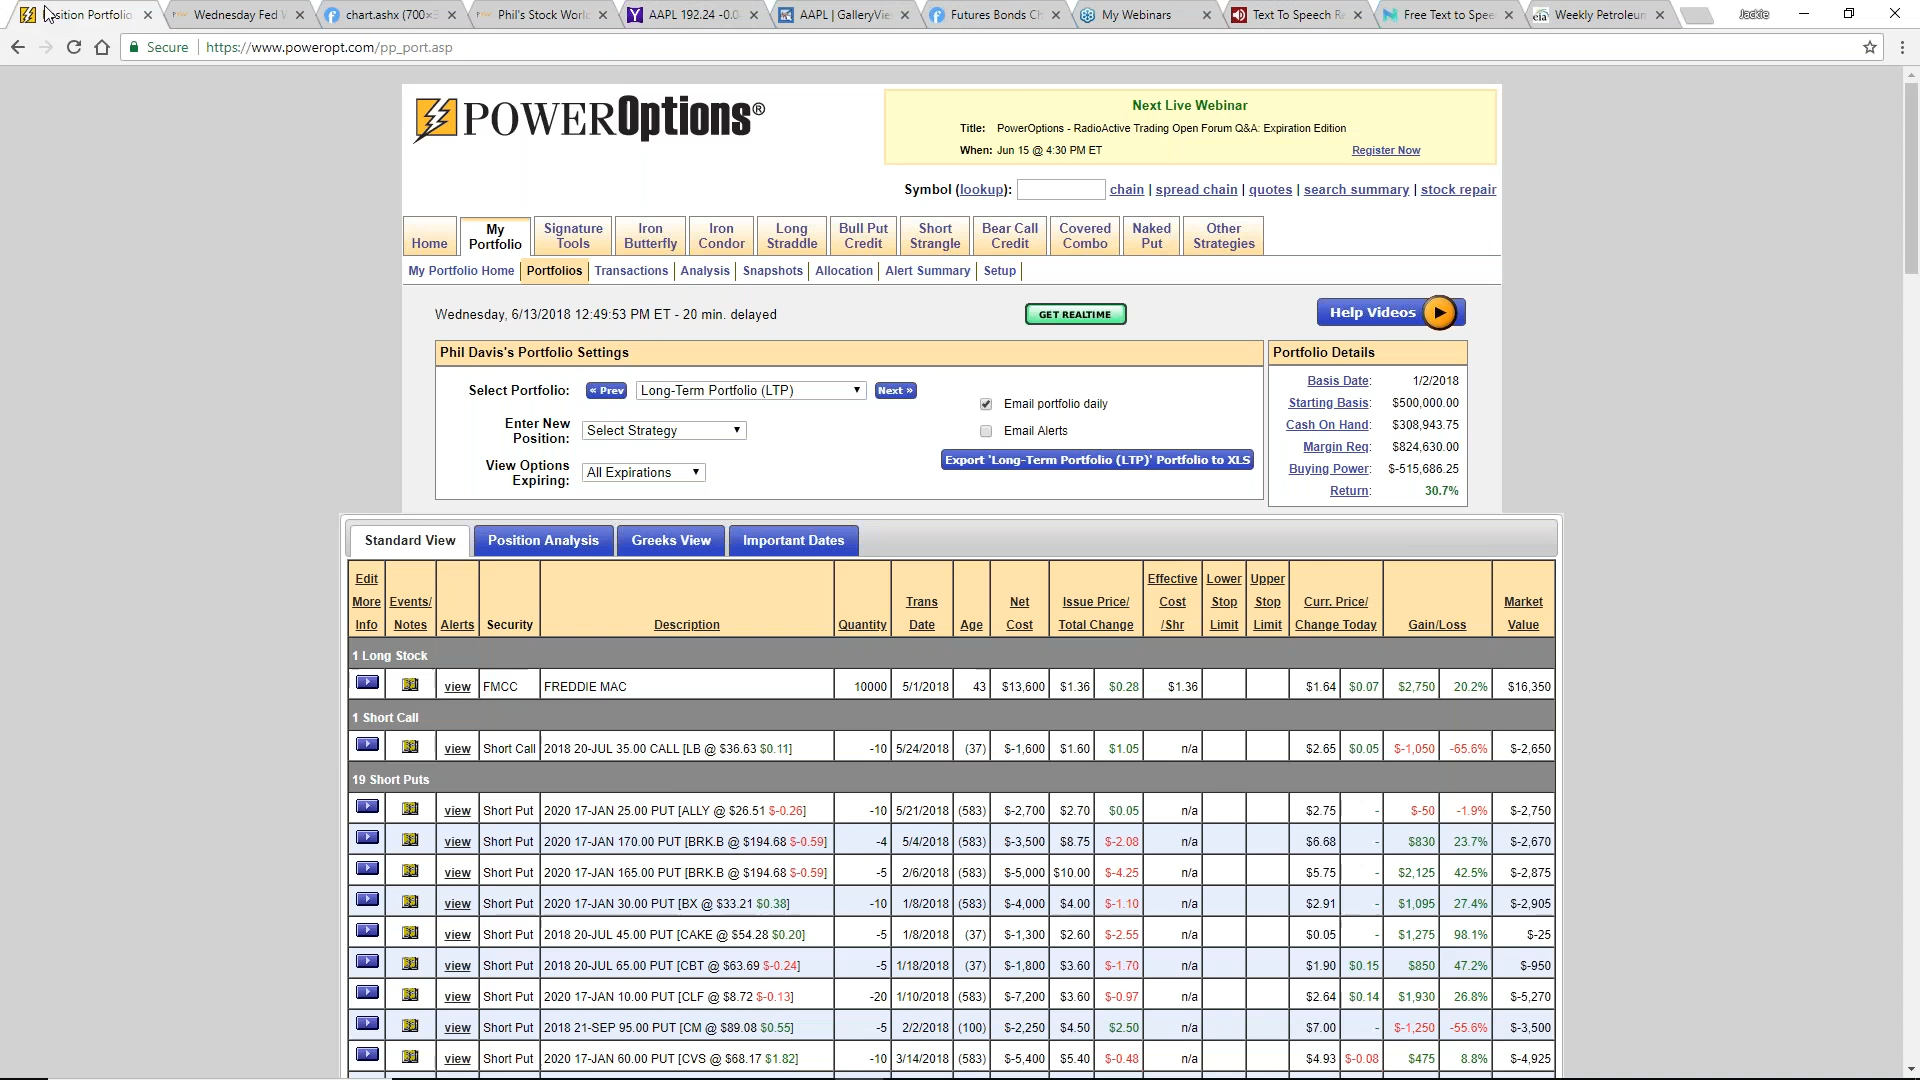 osition Portfolio
Wednesday Fed W
chart.ashx (700×3
Phil's Stock World
AAPL 192.24 -0.0
AAPL | GalleryVie
Futures Bonds Ch
My Webinars
Text To Speech Re
Free Text to Spee
Weekly Petroleum
Jackie
Secure https://www.poweropt.com/pp_port.asp
POWEROptions®
Next Live Webinar
Title: PowerOptions - RadioActive Trading Open Forum Q&A: Expiration Edition
When: Jun 15 @ 4:30 PM ET Register Now
Symbol (lookup): chain | spread chain | quotes | search summary | stock repair
Home
My Portfolio
Signature Tools
Iron Butterfly
Iron Condor
Long Straddle
Bull Put Credit
Short Strangle
Bear Call Credit
Covered Combo
Naked Put
Other Strategies
My Portfolio Home Portfolios Transactions Analysis Snapshots Allocation Alert Summary Setup
Wednesday, 6/13/2018 12:49:53 PM ET - 20 min. delayed
GET REALTIME
Help Videos
Phil Davis's Portfolio Settings
Select Portfolio: « Prev Long-Term Portfolio (LTP) Next »
Enter New Position: Select Strategy
View Options Expiring: All Expirations
Email portfolio daily
Email Alerts
Export 'Long-Term Portfolio (LTP)' Portfolio to XLS
Portfolio Details
Basis Date: 1/2/2018
Starting Basis: $500,000.00
Cash On Hand: $308,943.75
Margin Req: $824,630.00
Buying Power: $-515,686.25
Return: 30.7%
Standard View Position Analysis Greeks View Important Dates
Edit More Info
Events/ Notes
Alerts
Security
Description
Quantity
Trans Date
Age
Net Cost
Issue Price/ Total Change
Effective Cost /Shr
Lower Stop Limit
Upper Stop Limit
Curr. Price/ Change Today
Gain/Loss
Market Value
1 Long Stock
view FMCC FREDDIE MAC 10000 5/1/2018 43 $13,600 $1.36 $0.28 $1.36 $1.64 $0.07 $2,750 20.2% $16,350
1 Short Call
view Short Call 2018 20-JUL 35.00 CALL [LB @ $36.63 $0.11] -10 5/24/2018 (37) $-1,600 $1.60 $1.05 n/a $2.65 $0.05 $-1,050 -65.6% $-2,650
19 Short Puts
view Short Put 2020 17-JAN 25.00 PUT [ALLY @ $26.51 $-0.26] -10 5/21/2018 (583) $-2,700 $2.70 $0.05 n/a $2.75 - $-50 -1.9% $-2,750
view Short Put 2020 17-JAN 170.00 PUT [BRK.B @ $194.68 $-0.59] -4 5/4/2018 (583) $-3,500 $8.75 $-2.08 n/a $6.68 - $830 23.7% $-2,670
view Short Put 2020 17-JAN 165.00 PUT [BRK.B @ $194.68 $-0.59] -5 2/6/2018 (583) $-5,000 $10.00 $-4.25 n/a $5.75 - $2,125 42.5% $-2,875
view Short Put 2020 17-JAN 30.00 PUT [BX @ $33.21 $0.38] -10 1/8/2018 (583) $-4,000 $4.00 $-1.10 n/a $2.91 - $1,095 27.4% $-2,905
view Short Put 2018 20-JUL 45.00 PUT [CAKE @ $54.28 $0.20] -5 1/8/2018 (37) $-1,300 $2.60 $-2.55 n/a $0.05 - $1,275 98.1% $-25
view Short Put 2018 20-JUL 65.00 PUT [CBT @ $63.69 $-0.24] -5 1/18/2018 (37) $-1,800 $3.60 $-1.70 n/a $1.90 $0.15 $850 47.2% $-950
view Short Put 2020 17-JAN 10.00 PUT [CLF @ $8.72 $-0.13] -20 1/10/2018 (583) $-7,200 $3.60 $-0.97 n/a $2.64 $0.14 $1,930 26.8% $-5,270
view Short Put 2018 21-SEP 95.00 PUT [CM @ $89.08 $0.55] -5 2/2/2018 (100) $-2,250 $4.50 $2.50 n/a $7.00 - $-1,250 -55.6% $-3,500
view Short Put 2020 17-JAN 60.00 PUT [CVS @ $68.17 $1.82] -10 3/14/2018 (583) $-5,400 $5.40 $-0.48 n/a $4.93 $-0.08 $475 8.8% $-4,925